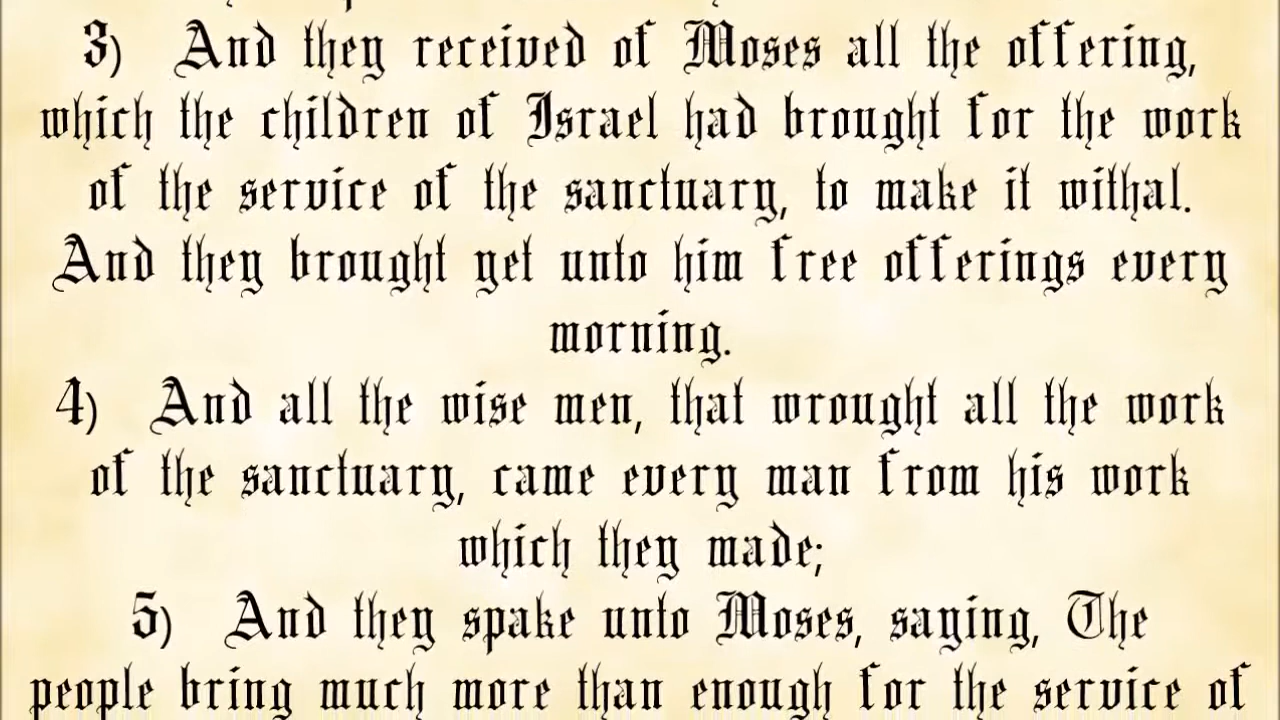 3) And they received of Moses all the offering,
which the children of Israel had brought for the work
of the service of the sanctuary, to make it withal.
And they brought yet unto him free offerings every
morning.
4) And all the wise men, that wrought all the work
of the sanctuary, came every man from his work
which they made;
5) And they spake unto Moses, saying, The
people bring much more than enough for the service of